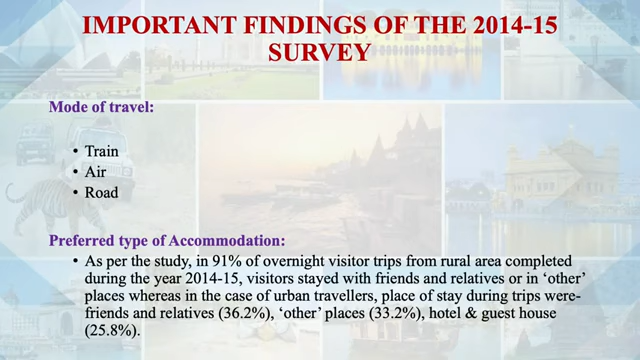 IMPORTANT FINDINGS OF THE 2014-15
SURVEY
Mode of travel:
• Train
• Air
• Road
Preferred type of Accommodation:
• As per the study, in 91% of overnight visitor trips from rural area completed
during the year 2014-15, visitors stayed with friends and relatives or in ‘other’
places whereas in the case of urban travellers, place of stay during trips were-
friends and relatives (36.2%), ‘other’ places (33.2%), hotel & guest house
(25.8%).